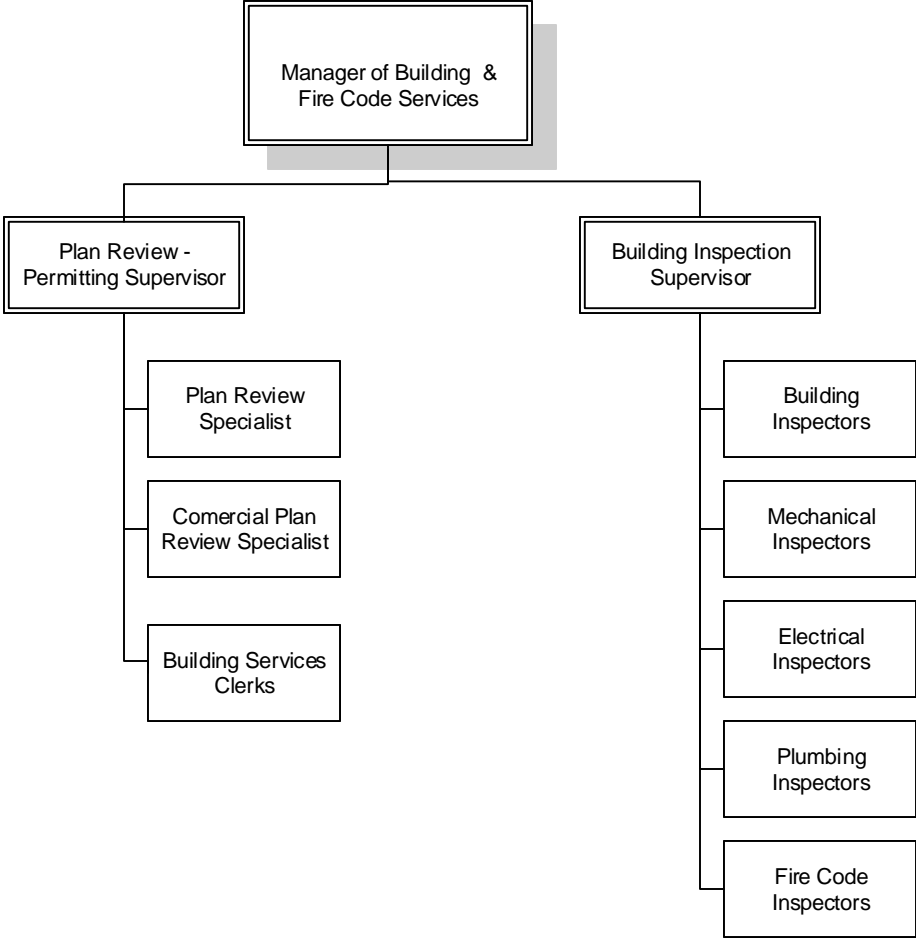 Manager of Building &
Fire Code Services
Plan Review -
Permitting Supervisor
Building Inspection
Supervisor
Plan Review
Specialist
Comercial Plan
Review Specialist
Building Services
Clerks
Building
Inspectors
Mechanical
Inspectors
Electrical
Inspectors
Plumbing
Inspectors
Fire Code
Inspectors